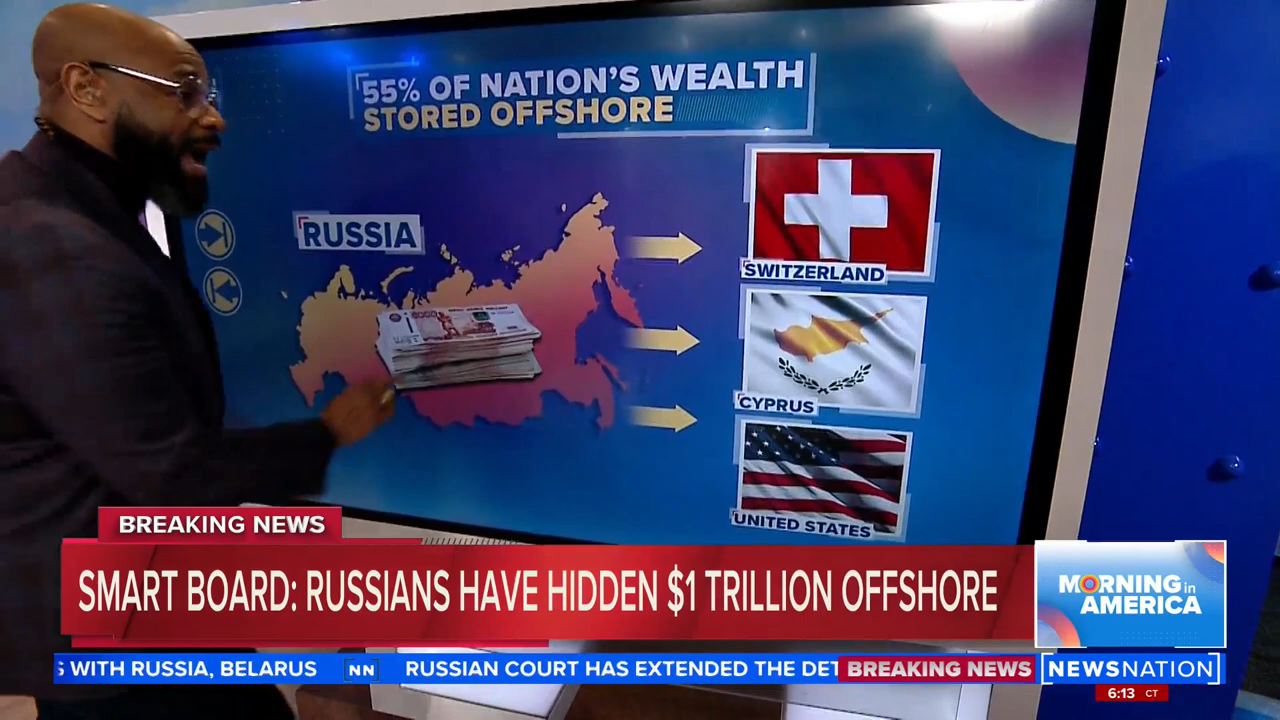 55% OF NATION'S WEALTH
STORED OFFSHORE
RUSSIA
SWITZERLAND
CYPRUS
UNITED STATES
BREAKING NEWS
SMART BOARD: RUSSIANS HAVE HIDDEN $1 TRILLION OFFSHORE
MORNING in
AMERICA
S WITH RUSSIA, BELARUS NN RUSSIAN COURT HAS EXTENDED THE DET BREAKING NEWS NEWSNATION
6:13 CT